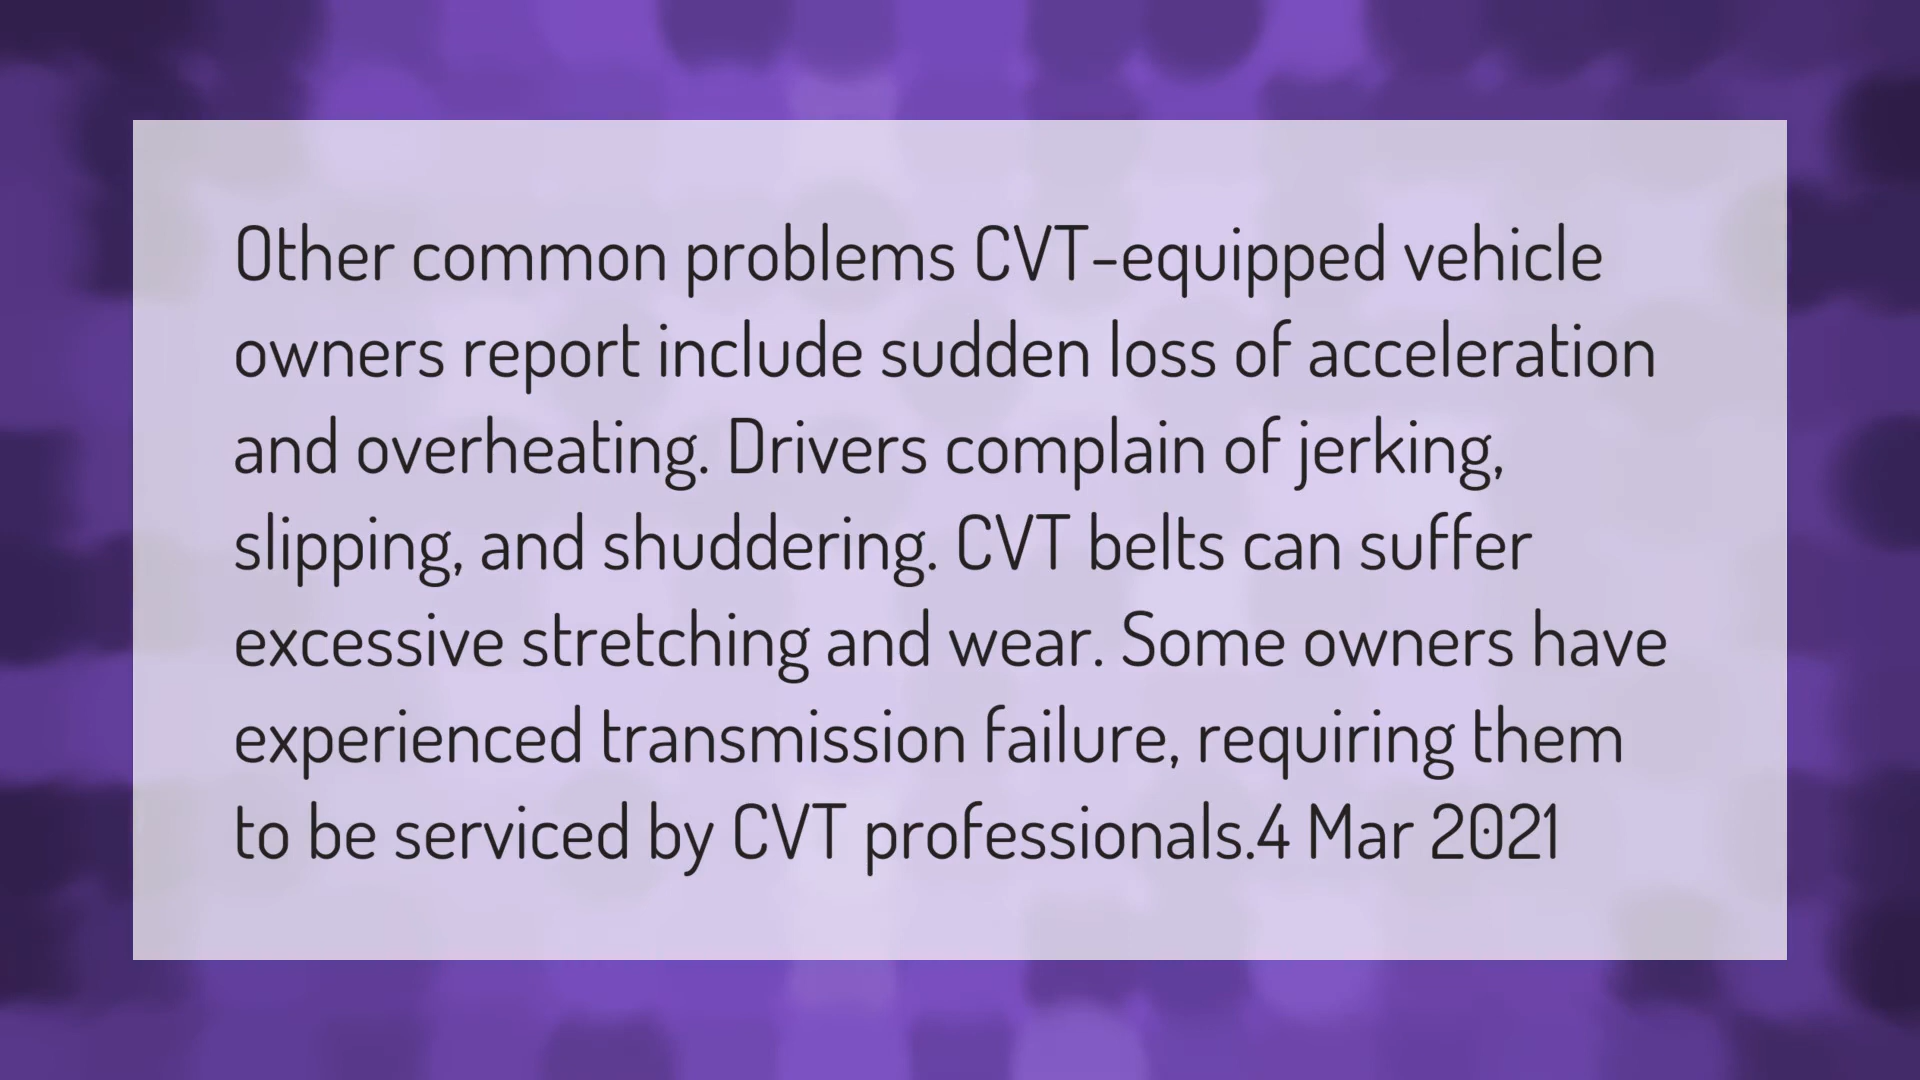 Other common problems CVT-equipped vehicle
owners report include sudden loss of acceleration
and overheating. Drivers complain of jerking,
slipping, and shuddering. CVT belts can suffer
excessive stretching and wear. Some owners have
experienced transmission failure, requiring them
to be serviced by CVT professionals.4 Mar 2021